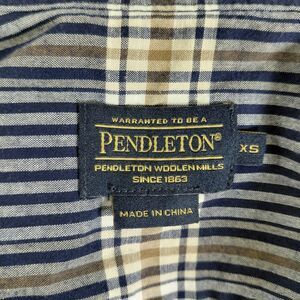 WARRANTED TO BE A
PENDLETON®
XS
PENDLETON WOOLEN MILLS
SINCE 1863
MADE IN CHINA